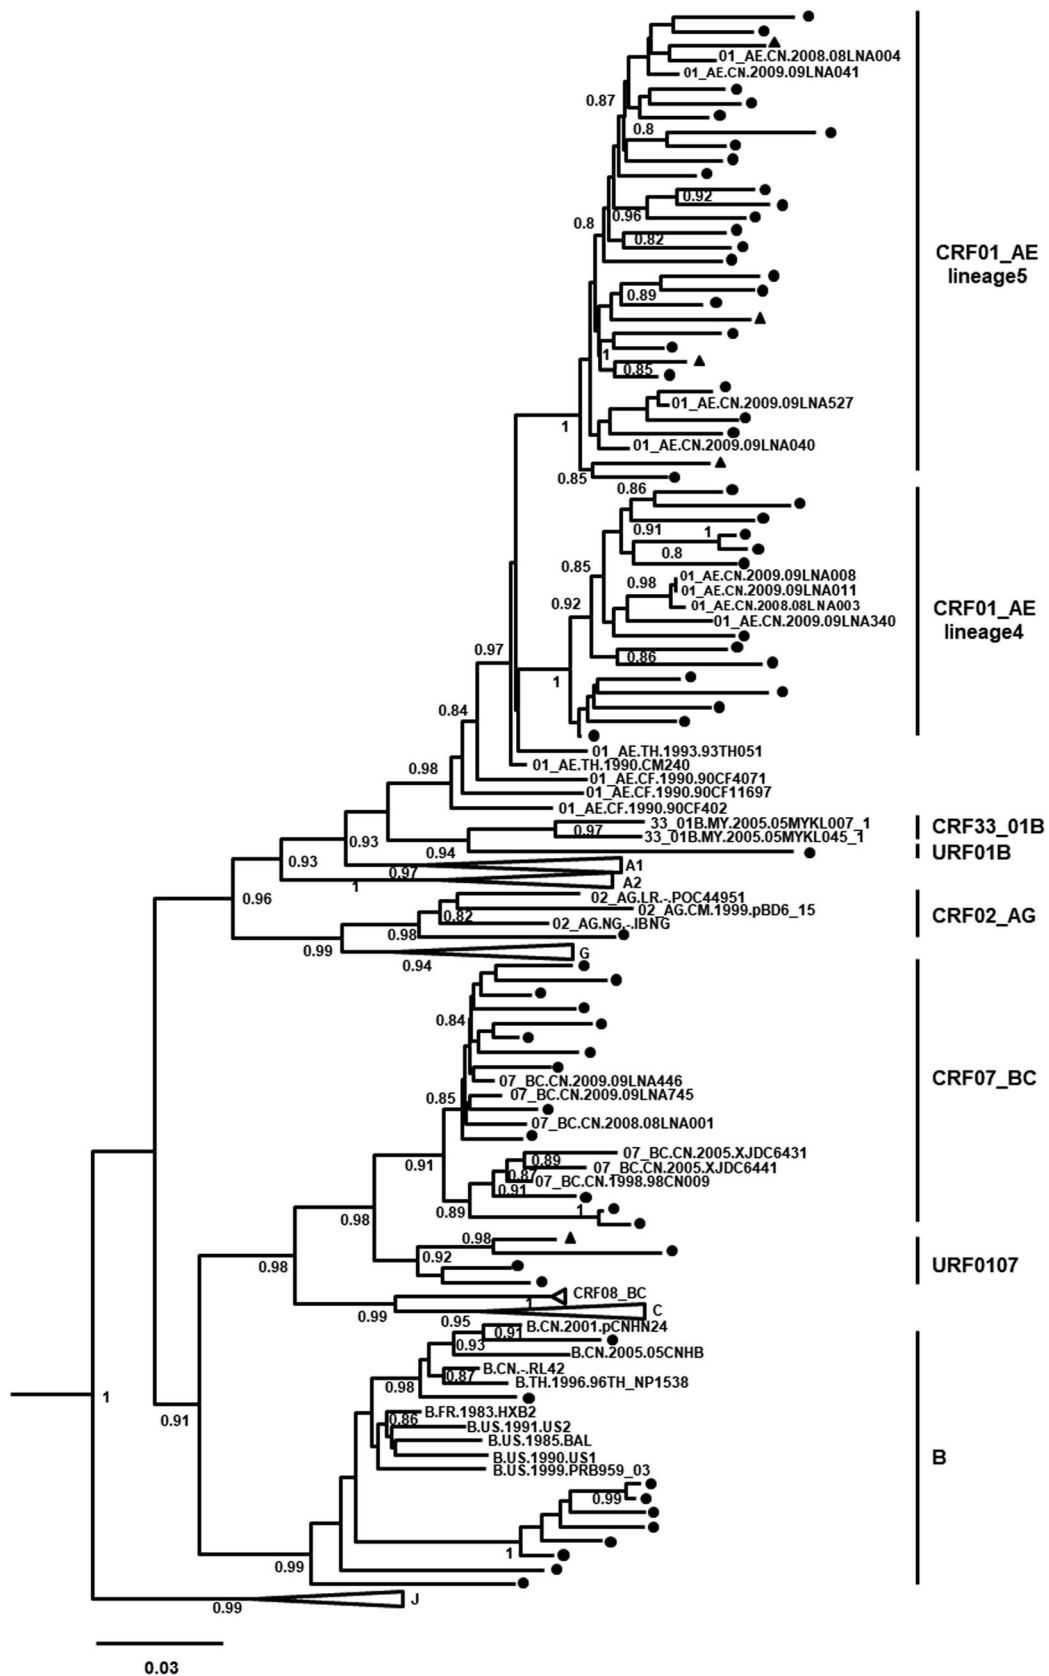 01_AE.CN.2008.08LNA004
01_AE.CN.2009.09LNA041
0.87
0.8
0.92
0.96
0.8
0.82
CRF01_AE
lineage5
0.89
1
0.85
01_AE.CN.2009.09LNA527
1
01_AE.CN.2009.09LNA040
0.85
0.86
0.91
1
0.8
0.85
01_AE.CN.2009.09LNA008
0.98
01_AE.CN.2009.09LNA011
0.92
01_AE.CN.2008.08LNA003
01_AE.CN.2009.09LNA340
CRF01_AE
lineage4
0.97
0.86
1
0.84
01_AE.TH.1993.93TH051
01_AE.TH.1990.CM240
0.98
01_AE.CF.1990.90CF4071
01_AE.CF.1990.90CF11697
01_AE.CF.1990.90CF402
33_01B.MY.2005.05MYKL007_1
0.97
33_01B.MY.2005.05MYKL045_1
CRF33_01B
0.93
0.94
URF01B
0.93
A1
0.97
1
A2
0.96
02_AG.LR.-.POC44951
02_AG.CM.1999.pBD6_15
0.82
02_AG.NG.-.IBNG
CRF02_AG
0.98
0.99
G
0.94
0.84
CRF07_BC
07_BC.CN.2009.09LNA446
07_BC.CN.2009.09LNA745
0.85
07_BC.CN.2008.08LNA001
07_BC.CN.2005.XJDC6431
0.91
0.89
07_BC.CN.2005.XJDC6441
0.87
07_BC.CN.1998.98CN009
0.91
0.89
1
0.98
0.98
0.92
0.98
URF0107
CRF08_BC
1
C
0.99
0.95
B.CN.2001.pCNHN24
0.91
0.93
B.CN.2005.05CNHB
B.CN.-.RL42
0.87
B.TH.1996.96TH_NP1538
0.98
1
B.FR.1983.HXB2
0.86
0.91
B.US.1991.US2
B.US.1985.BAL
B.US.1990.US1
B
B.US.1999.PRB959_03
0.99
1
0.99
J
0.99
0.03